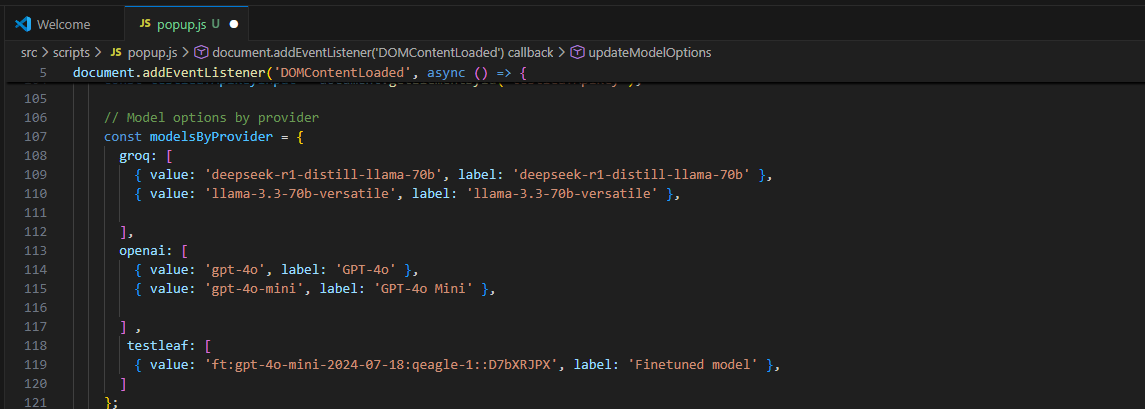 Welcome
JS popup.js U
src > scripts > JS popup.js > document.addEventListener('DOMContentLoaded') callback > updateModelOptions
5 document.addEventListener('DOMContentLoaded', async () => {
105
106 // Model options by provider
107 const modelsByProvider = {
108 groq: [
109 { value: 'deepseek-r1-distill-llama-70b', label: 'deepseek-r1-distill-llama-70b' },
110 { value: 'llama-3.3-70b-versatile', label: 'llama-3.3-70b-versatile' },
111
112 ],
113 openai: [
114 { value: 'gpt-4o', label: 'GPT-4o' },
115 { value: 'gpt-4o-mini', label: 'GPT-4o Mini' },
116
117 ] ,
118 testleaf: [
119 { value: 'ft:gpt-4o-mini-2024-07-18:qeagle-1::D7bXRJPX', label: 'Finetuned model' },
120 ]
121 };